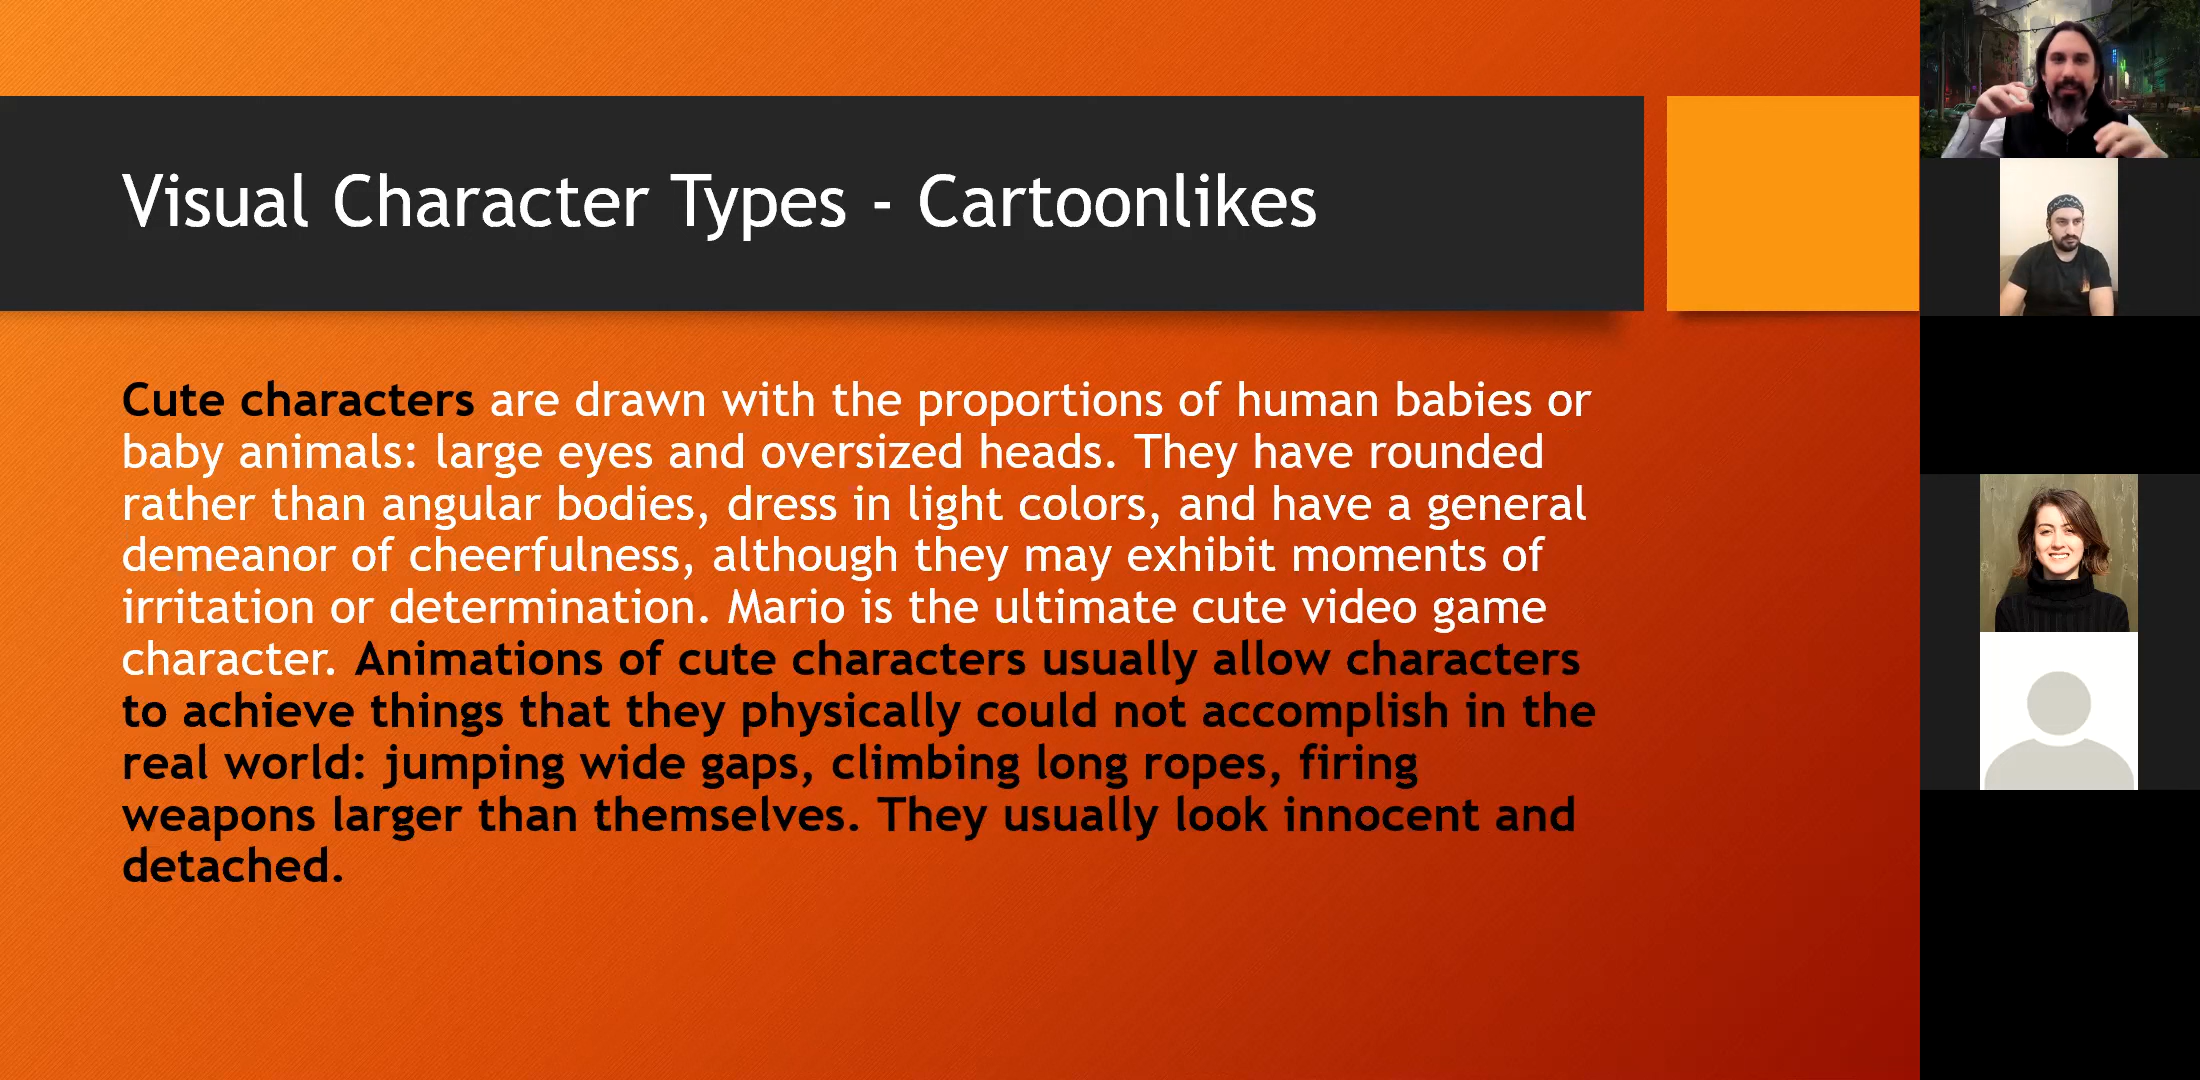 Visual Character Types - Cartoonlikes
Cute characters are drawn with the proportions of human babies or
baby animals: large eyes and oversized heads. They have rounded
rather than angular bodies, dress in light colors, and have a general
demeanor of cheerfulness, although they may exhibit moments of
irritation or determination. Mario is the ultimate cute video game
character. Animations of cute characters usually allow characters
to achieve things that they physically could not accomplish in the
real world: jumping wide gaps, climbing long ropes, firing
weapons larger than themselves. They usually look innocent and
detached.